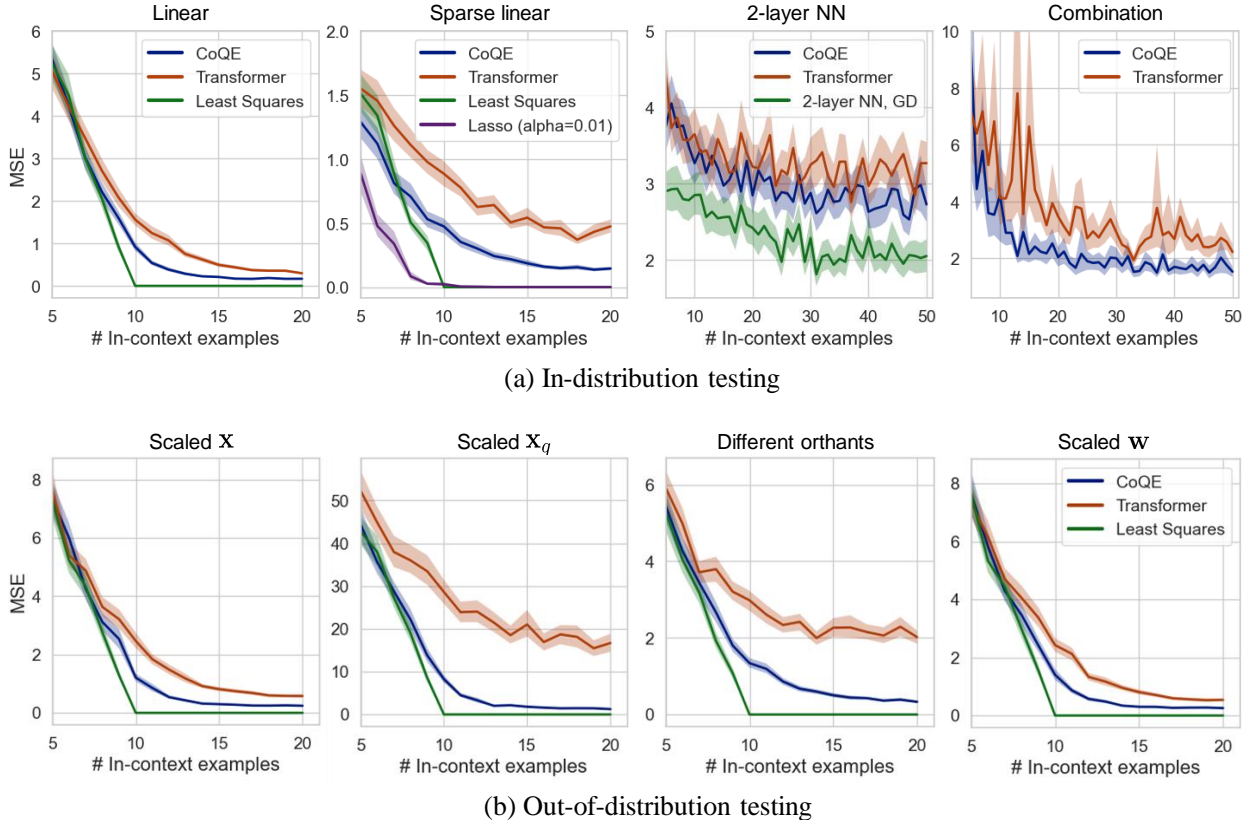 Linear
Sparse linear
2-layer NN
Combination
6
5
4
3
2
1
0
MSE
CoQE
Transformer
Least Squares
5
10
15
20
# In-context examples
2.0
1.5
1.0
0.5
0.0
CoQE
Transformer
Least Squares
Lasso (alpha=0.01)
5
10
15
20
# In-context examples
5
4
3
2
CoQE
Transformer
2-layer NN, GD
10
20
30
40
50
# In-context examples
10
8
6
4
2
CoQE
Transformer
10
20
30
40
50
# In-context examples
(a) In-distribution testing
Scaled x
Scaled x_q
Different orthants
Scaled w
8
6
4
2
0
MSE
5
10
15
20
# In-context examples
50
40
30
20
10
0
5
10
15
20
# In-context examples
6
4
2
0
5
10
15
20
# In-context examples
8
6
4
2
0
CoQE
Transformer
Least Squares
5
10
15
20
# In-context examples
(b) Out-of-distribution testing